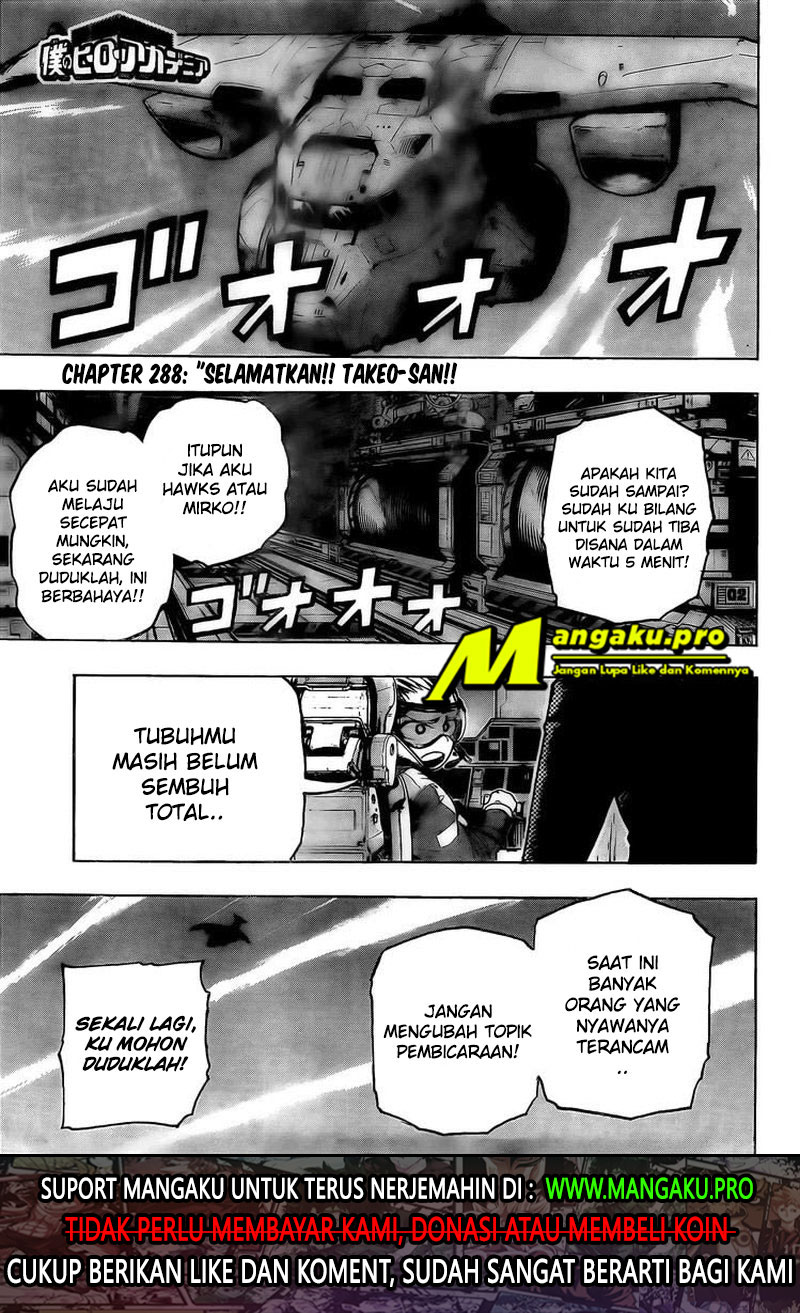 僕のヒーローアカデミア
ゴォォォ
CHAPTER 288: "SELAMATKAN!! TAKEO-SAN!!
APAKAH KITA
SUDAH SAMPAI?
SUDAH KU BILANG
UNTUK SUDAH TIBA
DISANA DALAM
WAKTU 5 MENIT!
ITUPUN
JIKA AKU
HAWKS ATAU
MIRKO!!
AKU SUDAH
MELAJU
SECEPAT
MUNGKIN,
SEKARANG
DUDUKLAH, INI
BERBAHAYA!!
02
ゴォォォ
Mangaku.pro
Jangan Lupa Like dan Komennya
TUBUHMU
MASIH BELUM
SEMBUH
TOTAL..
SAAT INI
BANYAK
ORANG YANG
NYAWANYA
TERANCAM
..
JANGAN
MENGUBAH TOPIK
PEMBICARAAN!
SEKALI LAGI,
KU MOHON
DUDUKLAH!
SUPORT MANGAKU UNTUK TERUS NERJEMAHIN DI : WWW.MANGAKU.PRO
TIDAK PERLU MEMBAYAR KAMI, DONASI ATAU MEMBELI KOIN
CUKUP BERIKAN LIKE DAN KOMENT, SUDAH SANGAT BERARTI BAGI KAMI